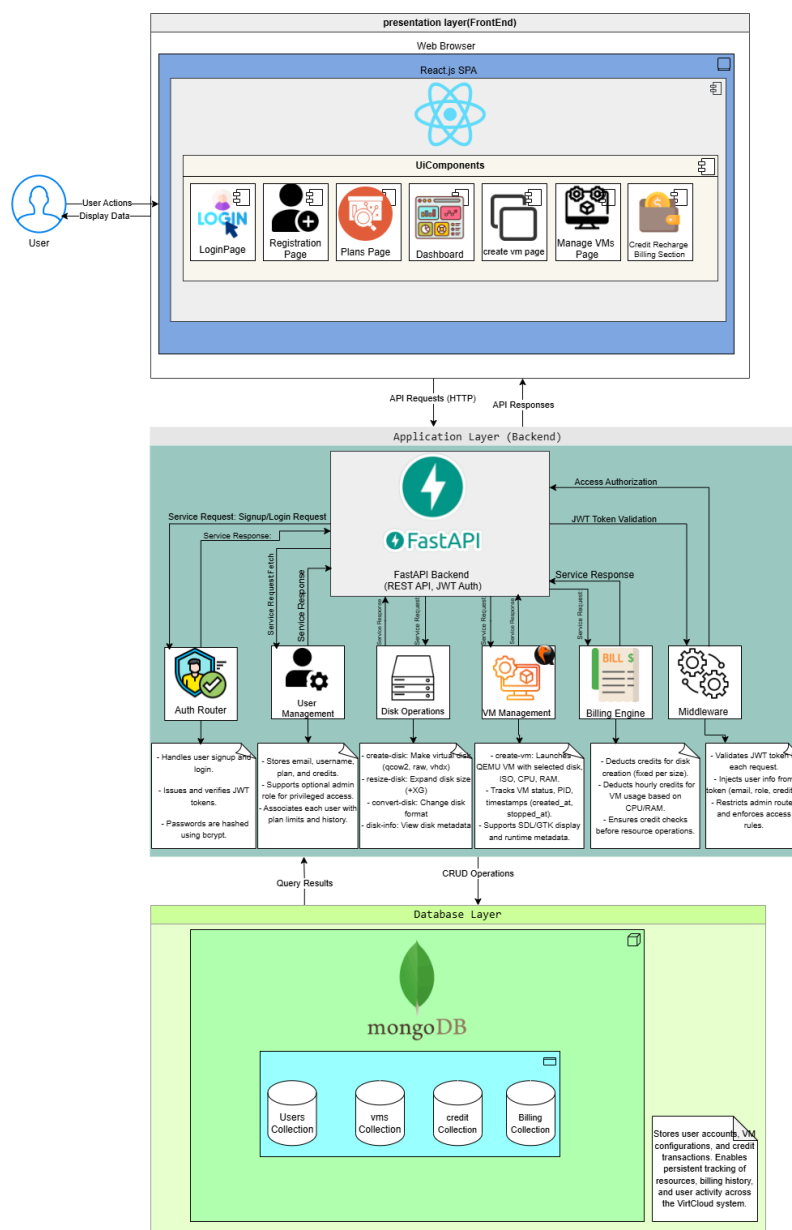 presentation layer(FrontEnd)
Web Browser
React.js SPA
UiComponents
LOGIN
LoginPage
Registration
Page
Plans Page
Dashboard
create vm page
Manage VMs
Page
Credit Recharge
Billing Section
User Actions
Display Data
User
API Requests (HTTP)
API Responses
Application Layer (Backend)
FastAPI
FastAPI Backend
(REST API, JWT Auth)
Access Authorization
Service Request: Signup/Login Request
JWT Token Validation
Service Response:
Service Request Fetch
Service Response
Service Response
Service Request
Service Request
Service Response
Service Response
Service Request
Auth Router
User
Management
Disk Operations
VM Management
BILL $
Billing Engine
Middleware
- Handles user signup and
login.
- Issues and verifies JWT
tokens.
- Passwords are hashed
using bcrypt.
- Stores email, username,
plan, and credits.
- Supports optional admin
role for privileged access.
- Associates each user with
plan limits and history.
- create-disk: Make virtual disk
(qcow2, raw, vhdx)
- resize-disk: Expand disk size
(+XG)
- convert-disk: Change disk
format
- disk-info: View disk metadata
- create-vm: Launches
QEMU VM with selected disk,
ISO, CPU, RAM.
- Tracks VM status, PID,
timestamps (created_at,
stopped_at).
- Supports SDL/GTK display
and runtime metadata.
- Deducts credits for disk
creation (fixed per size).
- Deducts hourly credits for
VM usage based on
CPU/RAM.
- Ensures credit checks
before resource operations.
- Validates JWT token
each request.
- Injects user info from
token (email, role, credit
- Restricts admin route
and enforces access
rules.
Query Results
CRUD Operations
Database Layer
mongoDB
Users
Collection
vms
Collection
credit
Collection
Billing
Collection
Stores user accounts, VM
configurations, and credit
transactions. Enables
persistent tracking of
resources, billing history,
and user activity across
the VirtCloud system.